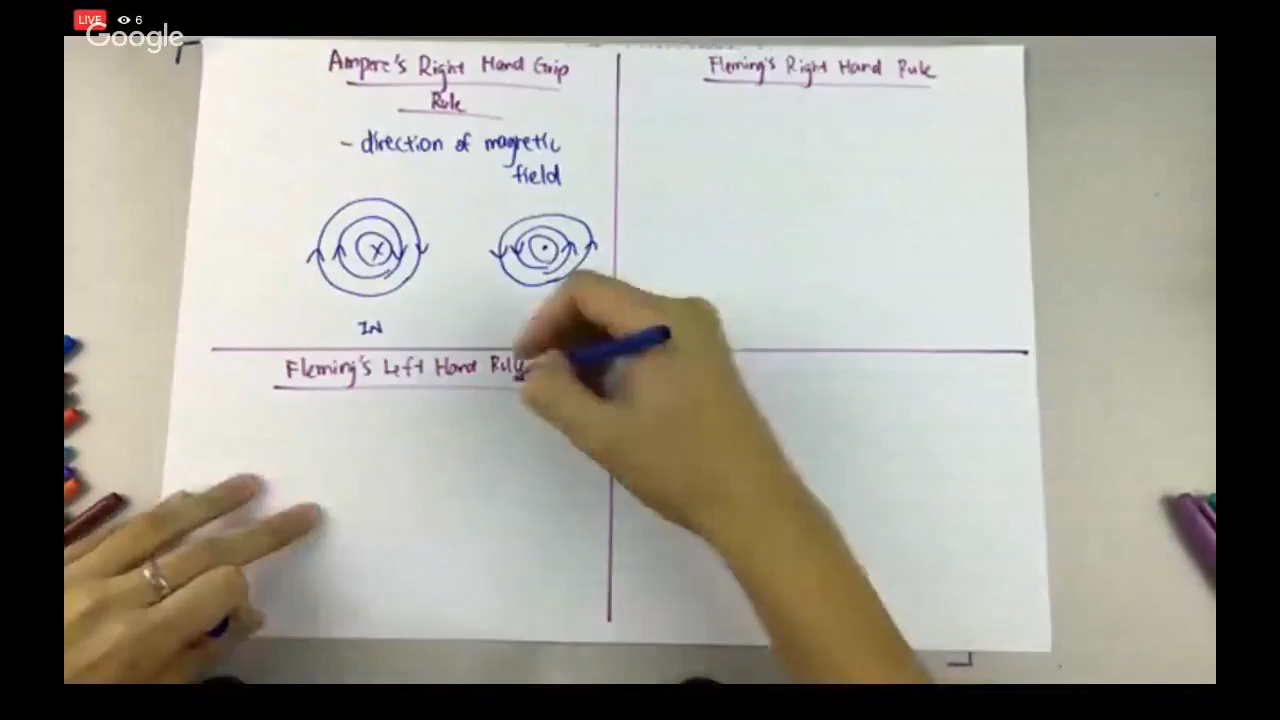 LIVE 6
Google
Ampere's Right Hand Grip
Rule
- direction of magnetic
field
IN
Fleming's Right Hand Rule
Fleming's Left Hand Rule